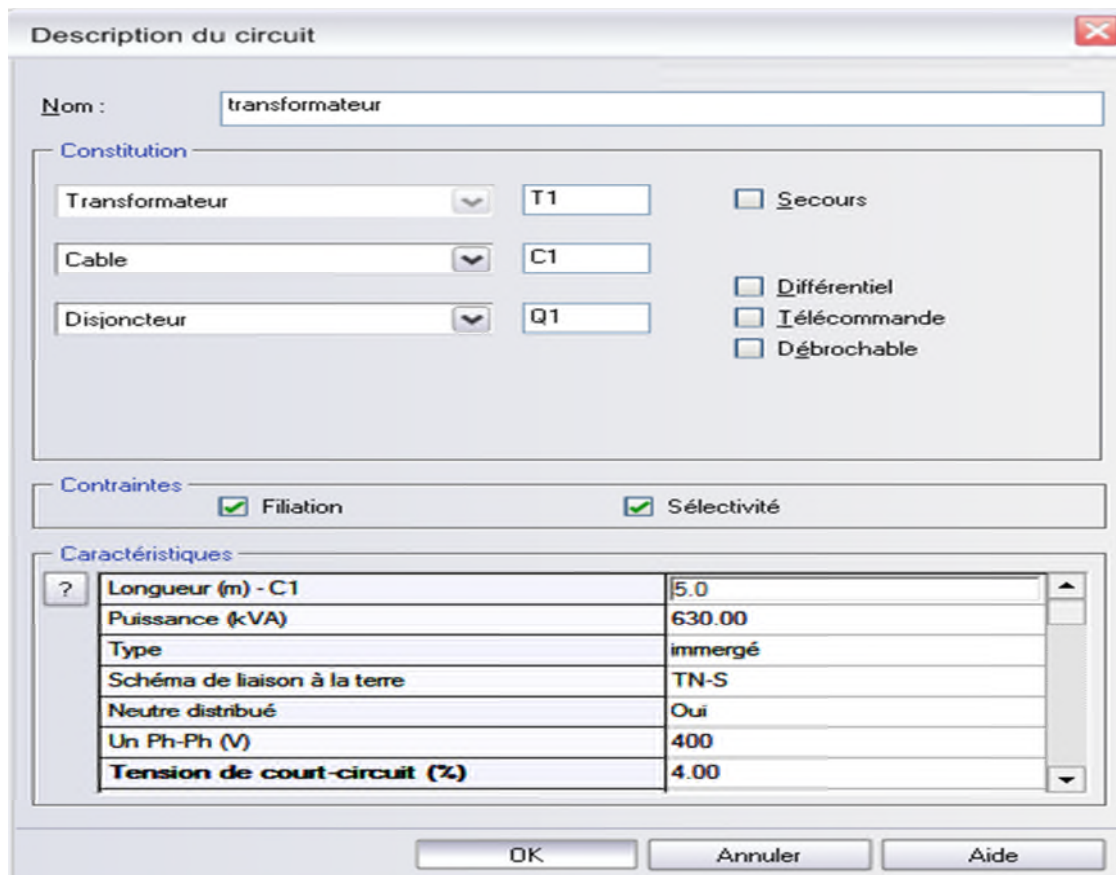 Description du circuit
Nom : transformateur
Constitution
Transformateur T1 Secours
Cable C1
Différentiel
Disjoncteur Q1 Télécommande
Débrochable
Contraintes
Filiation Sélectivité
Caractéristiques
? Longueur (m) - C1 5.0
Puissance (kVA) 630.00
Type immergé
Schéma de liaison à la terre TN-S
Neutre distribué Oui
Un Ph-Ph (V) 400
Tension de court-circuit (%) 4.00
OK Annuler Aide